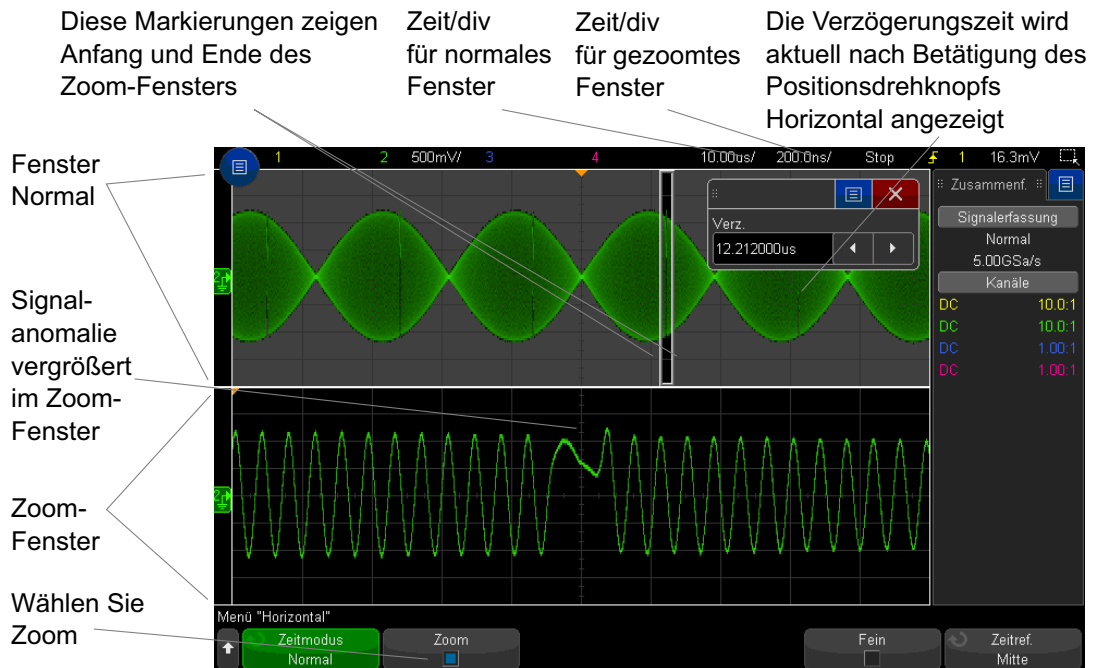 Diese Markierungen zeigen
Anfang und Ende des
Zoom-Fensters
Zeit/div
für normales
Fenster
Zeit/div
für gezoomtes
Fenster
Die Verzögerungszeit wird
aktuell nach Betätigung des
Positionsdrehknopfs
Horizontal angezeigt
Fenster
Normal
Signal-
anomalie
vergrößert
im Zoom-
Fenster
Zoom-
Fenster
Wählen Sie
Zoom
1 2 500mV/ 3 4 10.00us/ 200.0ns/ Stop 1 16.3mV
Verz.
12.212000us
Zusammenf.
Signalerfassung
Normal
5.00GSa/s
Kanäle
DC 10.0:1
DC 10.0:1
DC 1.00:1
DC 1.00:1
2
2
Menü "Horizontal"
Zeitmodus
Normal
Zoom
Fein
Zeitref.
Mitte